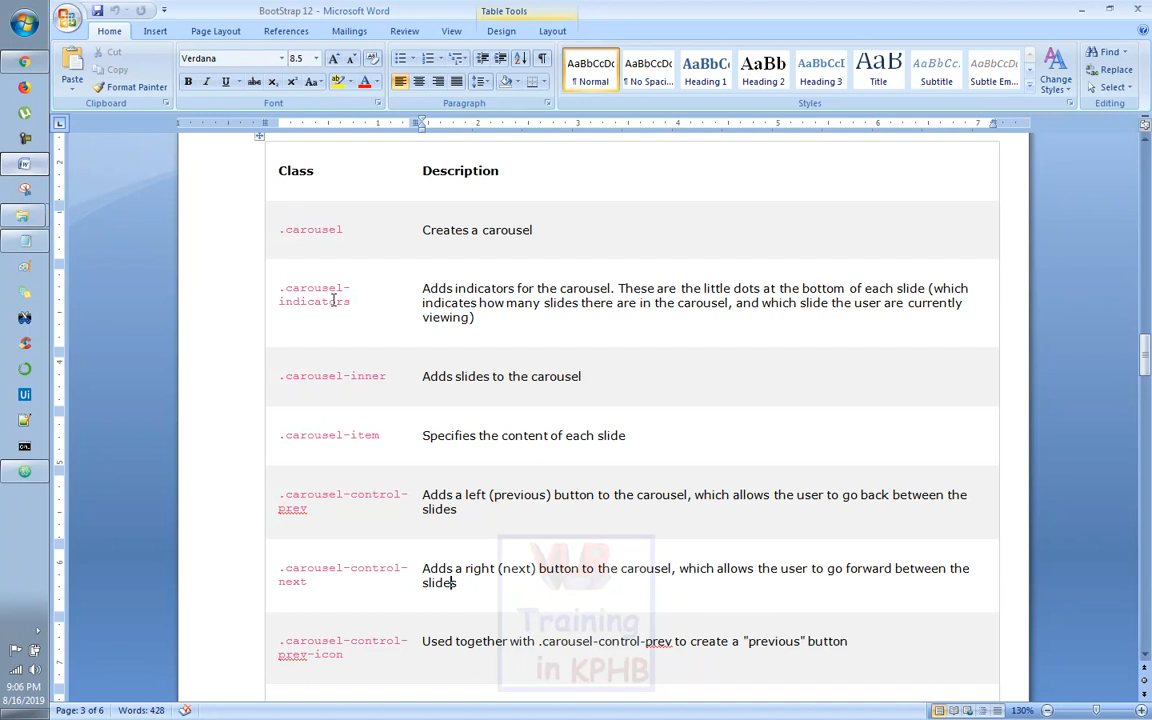 BootStrap 12 - Microsoft Word
Table Tools
Home Insert Page Layout References Mailings Review View Design Layout
Cut
Copy
Format Painter
Paste
Clipboard
Verdana 8.5
Font
Paragraph
AaBbCcDc AaBbCcDc AaBbC AaBbCc AaBbCcI AaB AaBbCc. AaBbCcDc
¶ Normal ¶ No Spaci... Heading 1 Heading 2 Heading 3 Title Subtitle Subtle Em...
Styles
Change Styles
Find
Replace
Select
Editing
Class Description
.carousel Creates a carousel
.carousel-
indicators
Adds indicators for the carousel. These are the little dots at the bottom of each slide (which
indicates how many slides there are in the carousel, and which slide the user are currently
viewing)
.carousel-inner Adds slides to the carousel
.carousel-item Specifies the content of each slide
.carousel-control-
prev
Adds a left (previous) button to the carousel, which allows the user to go back between the
slides
.carousel-control-
next
Adds a right (next) button to the carousel, which allows the user to go forward between the
slides
.carousel-control-
prev-icon
Used together with .carousel-control-prev to create a "previous" button
Training
in KPHB
9:06 PM
8/16/2019
Page: 3 of 6 Words: 428
130%